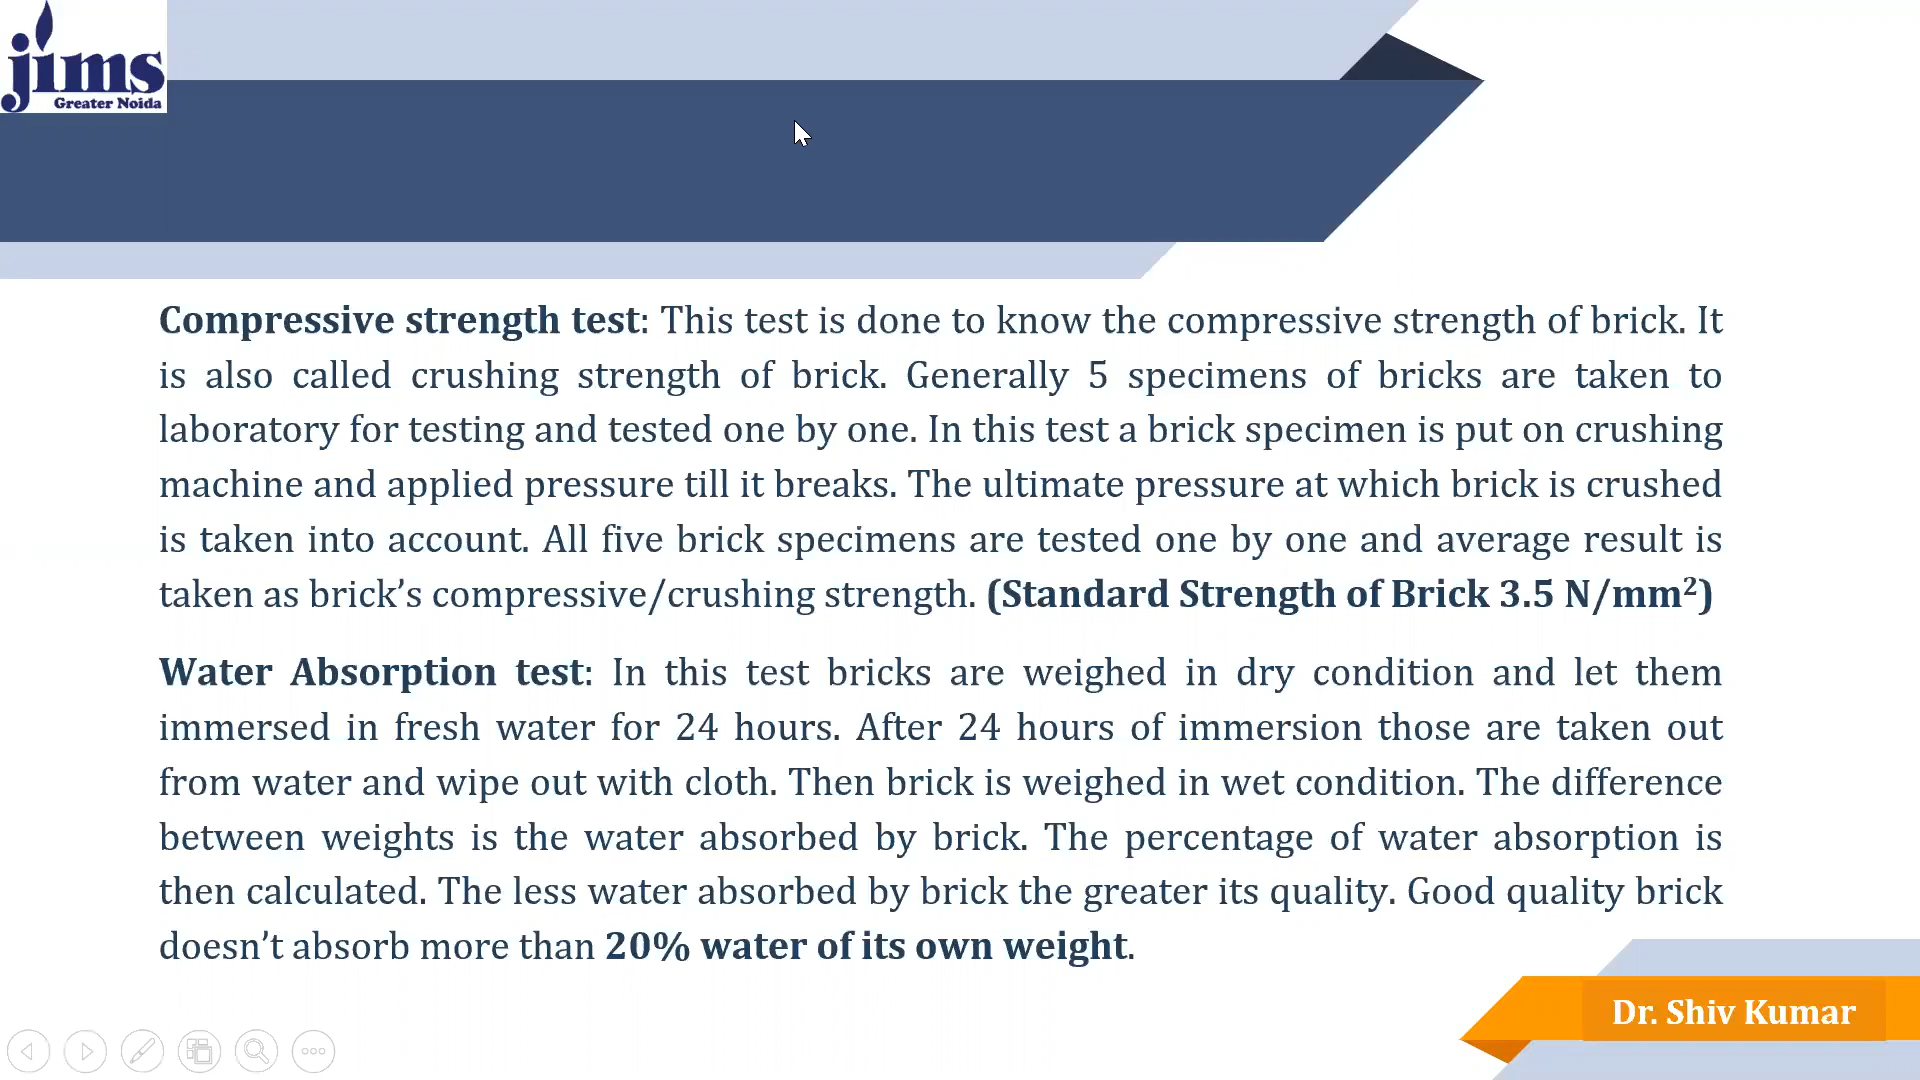 jims
Greater Noida
Compressive strength test: This test is done to know the compressive strength of brick. It
is also called crushing strength of brick. Generally 5 specimens of bricks are taken to
laboratory for testing and tested one by one. In this test a brick specimen is put on crushing
machine and applied pressure till it breaks. The ultimate pressure at which brick is crushed
is taken into account. All five brick specimens are tested one by one and average result is
taken as brick’s compressive/crushing strength. (Standard Strength of Brick 3.5 N/mm²)
Water Absorption test: In this test bricks are weighed in dry condition and let them
immersed in fresh water for 24 hours. After 24 hours of immersion those are taken out
from water and wipe out with cloth. Then brick is weighed in wet condition. The difference
between weights is the water absorbed by brick. The percentage of water absorption is
then calculated. The less water absorbed by brick the greater its quality. Good quality brick
doesn’t absorb more than 20% water of its own weight.
Dr. Shiv Kumar